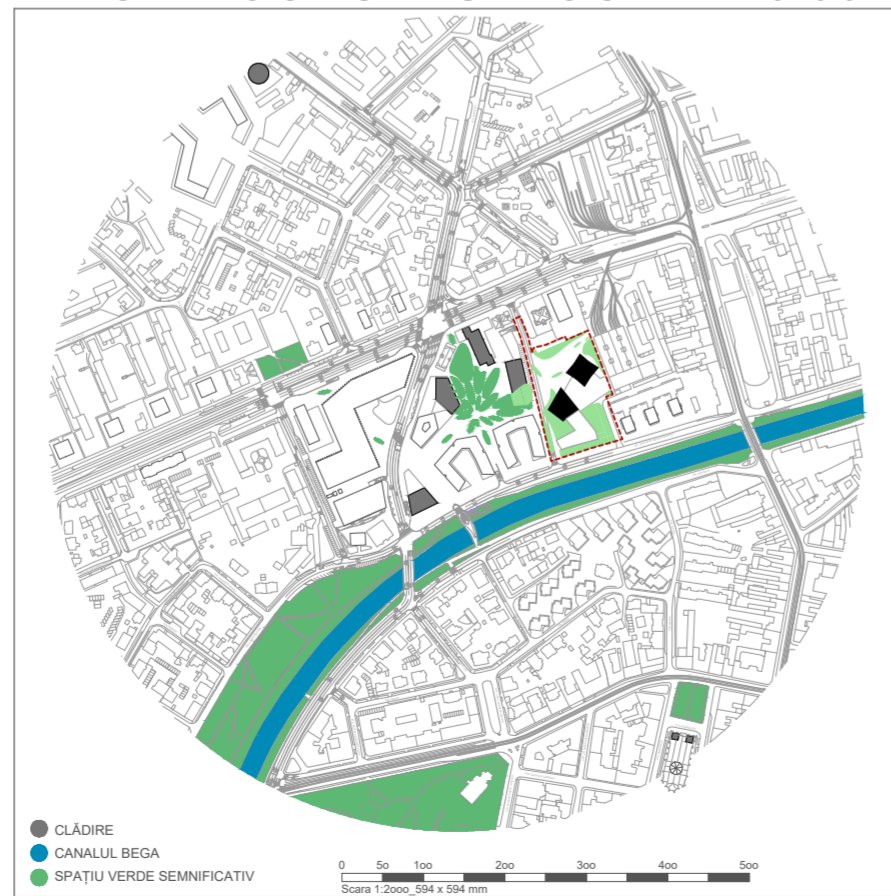 CLĂDIRE
CANALUL BEGA
SPAȚIU VERDE SEMNIFICATIV
0 5o 1oo 2oo 3oo 4oo 5oo
Scara 1:2ooo_594 x 594 mm